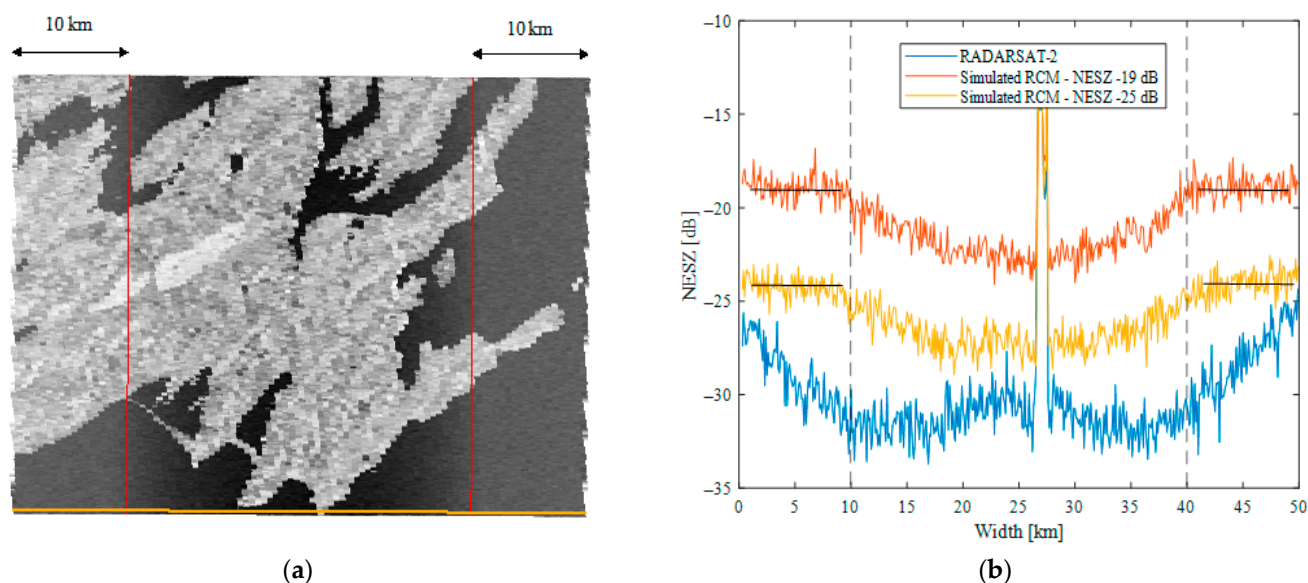 10 km
10 km
(a)
−10
−15
−20
−25
−30
−35
NESZ [dB]
RADARSAT-2
Simulated RCM - NESZ -19 dB
Simulated RCM - NESZ -25 dB
0 5 10 15 20 25 30 35 40 45 50
Width [km]
(b)